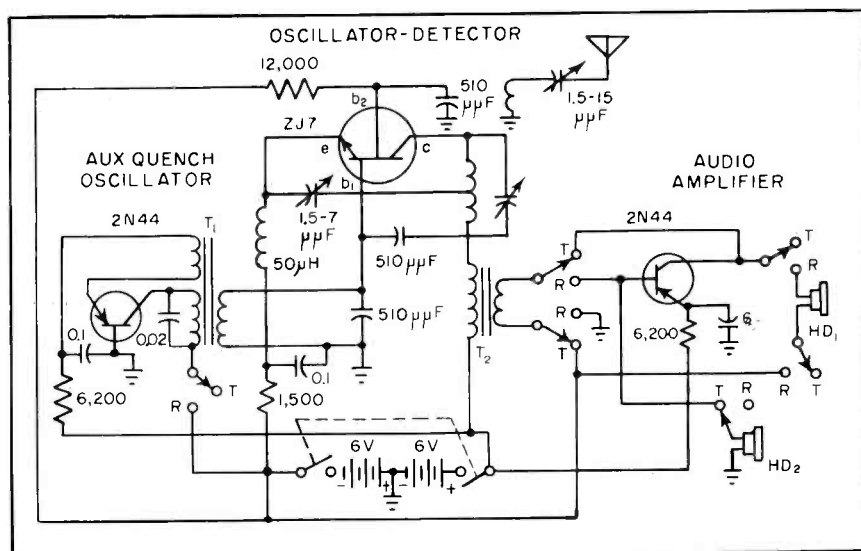 OSCILLATOR-DETECTOR
12,000
b2
510
μμF
1.5-15
μμF
ZJ7
e
c
b1
AUX QUENCH
OSCILLATOR
AUDIO
AMPLIFIER
2N44
T1
1.5-7
μμF
2N44
T
T
R
R
50μH
510μμF
R
HD1
0.1
0.02
510μμF
T
T2
6,200
6
6,200
T
0.1
R
T
R
1,500
T
R
6V
6V
HD2
- + - +